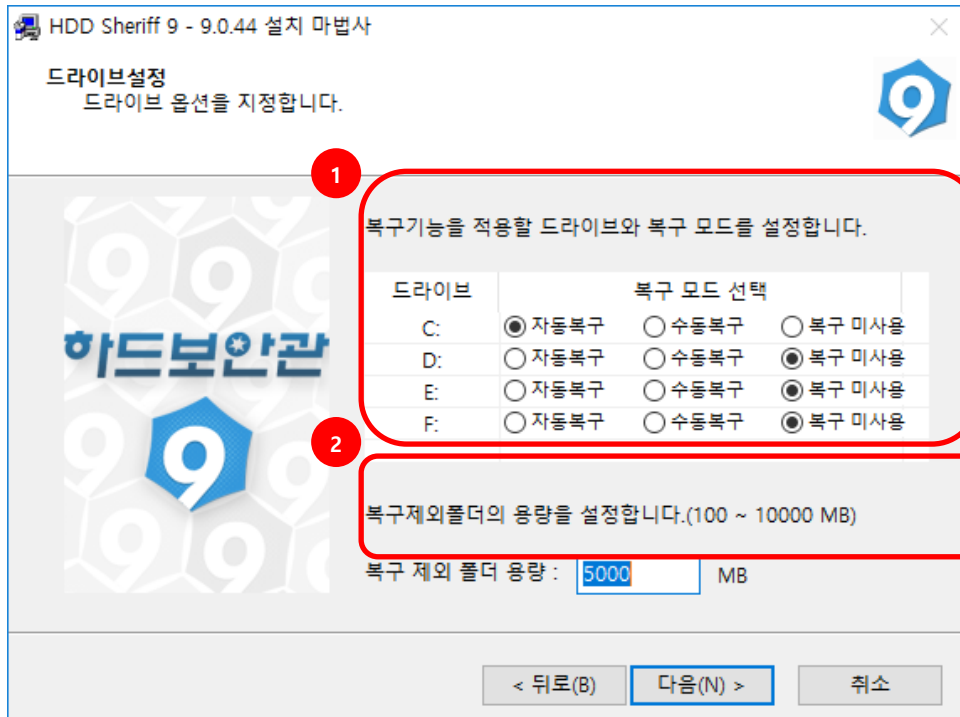 HDD Sheriff 9 - 9.0.44 설치 마법사
드라이브설정
드라이브 옵션을 지정합니다.
9
1
복구기능을 적용할 드라이브와 복구 모드를 설정합니다.
드라이브 복구 모드 선택
C: 자동복구 수동복구 복구 미사용
D: 자동복구 수동복구 복구 미사용
E: 자동복구 수동복구 복구 미사용
F: 자동복구 수동복구 복구 미사용
하드보안관
9
2
복구제외폴더의 용량을 설정합니다.(100 ~ 10000 MB)
복구 제외 폴더 용량 : 5000 MB
< 뒤로(B) 다음(N) > 취소